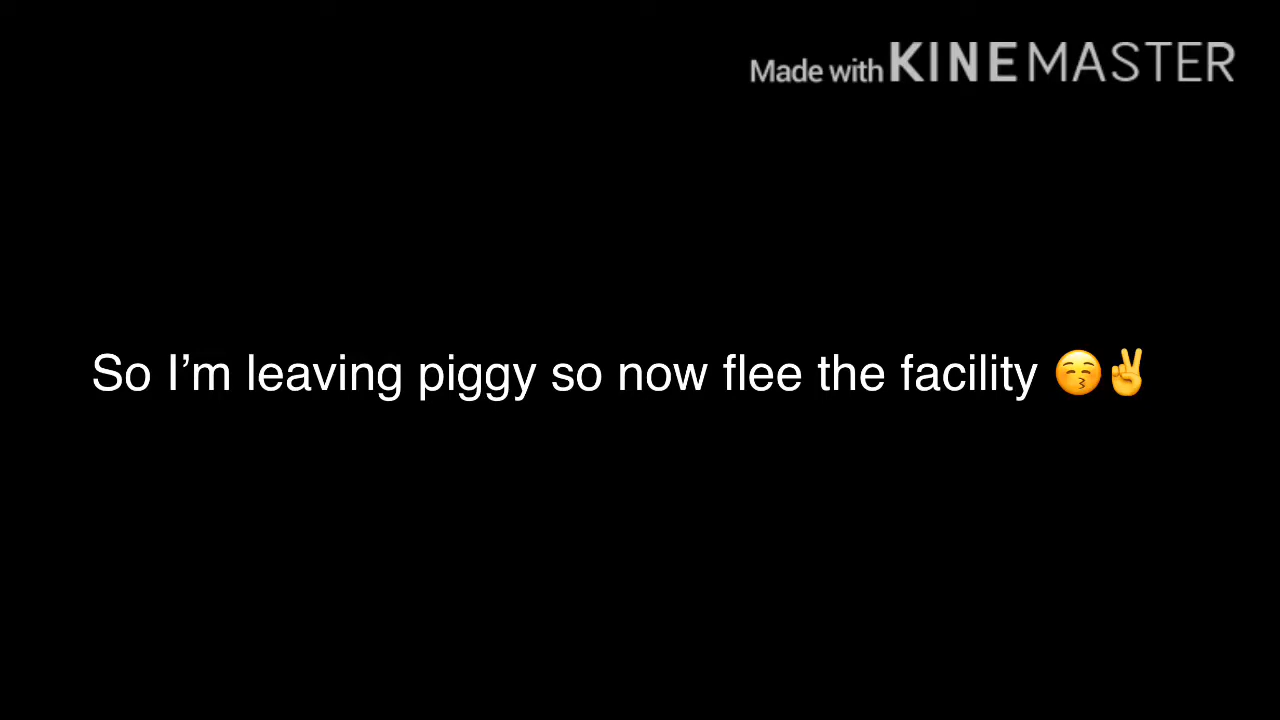 Made with KINEMASTER
So I’m leaving piggy so now flee the facility 😚✌️